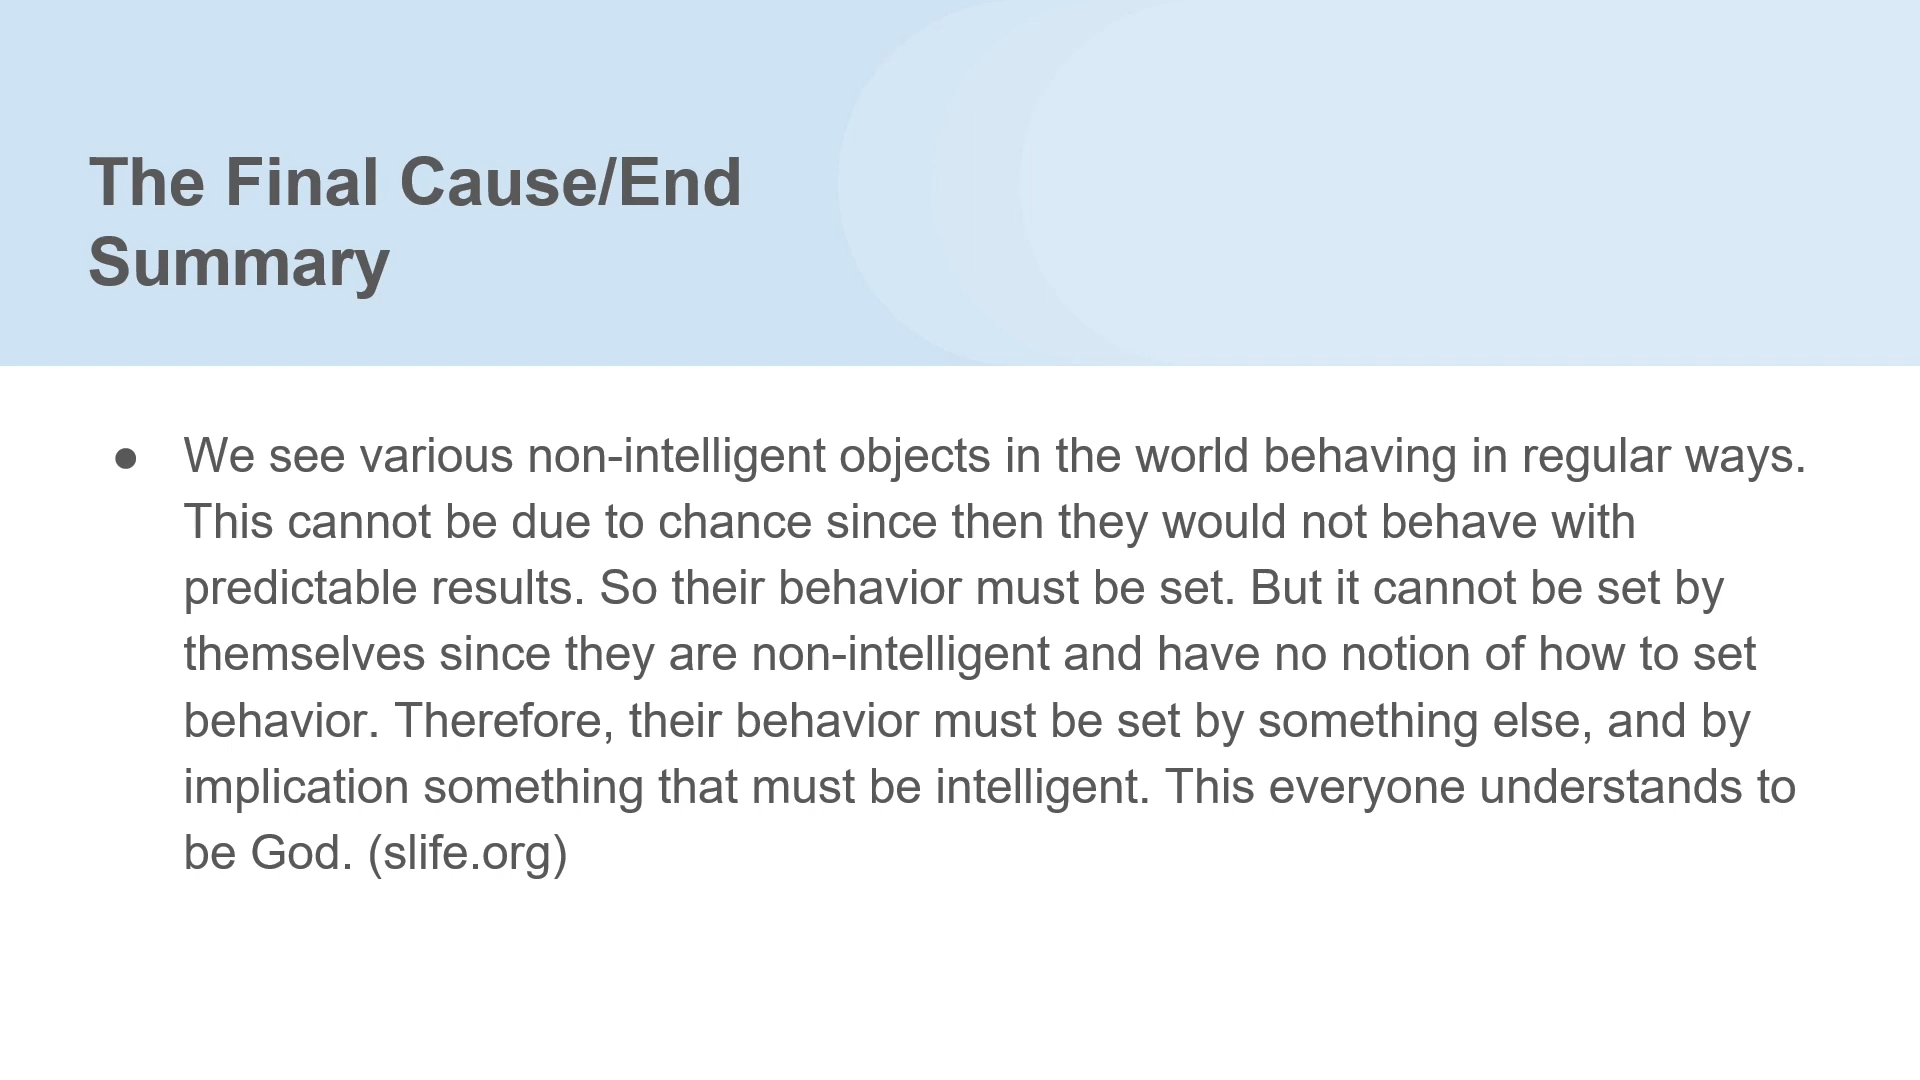 The Final Cause/End
Summary
● We see various non-intelligent objects in the world behaving in regular ways.
This cannot be due to chance since then they would not behave with
predictable results. So their behavior must be set. But it cannot be set by
themselves since they are non-intelligent and have no notion of how to set
behavior. Therefore, their behavior must be set by something else, and by
implication something that must be intelligent. This everyone understands to
be God. (slife.org)